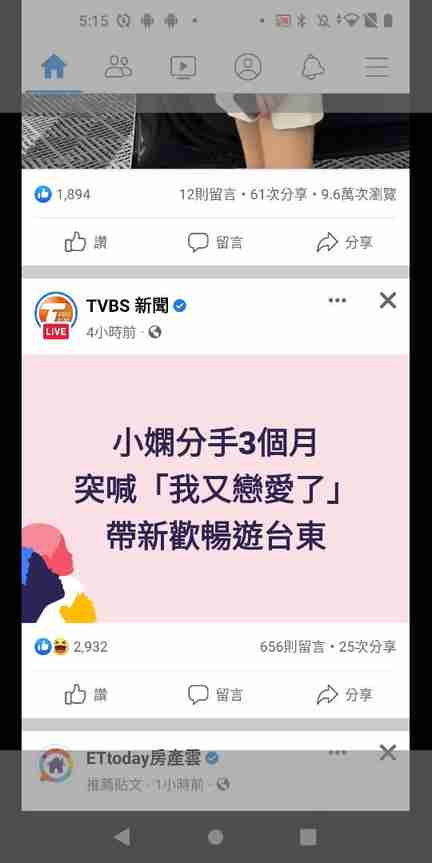 5:15
1,894
12則留言・61次分享・9.6萬次瀏覽
讚
留言
分享
TVBS 新聞
LIVE
4小時前 ·
小嫻分手3個月
突喊「我又戀愛了」
帶新歡暢遊台東
2,932
656則留言・25次分享
讚
留言
分享
ETtoday房產雲
推薦貼文 · 1小時前 ·